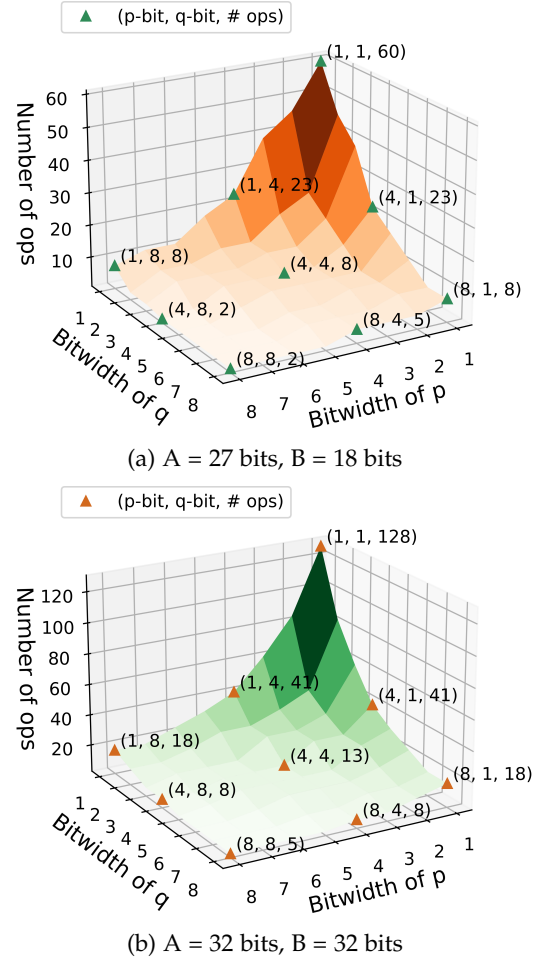 (p-bit, q-bit, # ops)
(1, 1, 60)
60
50
40
30
20
10
Number of ops
(1, 4, 23)
(4, 1, 23)
(1, 8, 8)
(4, 4, 8)
(8, 1, 8)
(4, 8, 2)
(8, 4, 5)
(8, 8, 2)
1 2 3 4 5 6 7 8
Bitwidth of q
8 7 6 5 4 3 2 1
Bitwidth of p
(a) A = 27 bits, B = 18 bits
(p-bit, q-bit, # ops)
(1, 1, 128)
120
100
80
60
40
20
Number of ops
(1, 4, 41)
(4, 1, 41)
(1, 8, 18)
(4, 4, 13)
(8, 1, 18)
(4, 8, 8)
(8, 4, 8)
(8, 8, 5)
1 2 3 4 5 6 7 8
Bitwidth of q
8 7 6 5 4 3 2 1
Bitwidth of p
(b) A = 32 bits, B = 32 bits